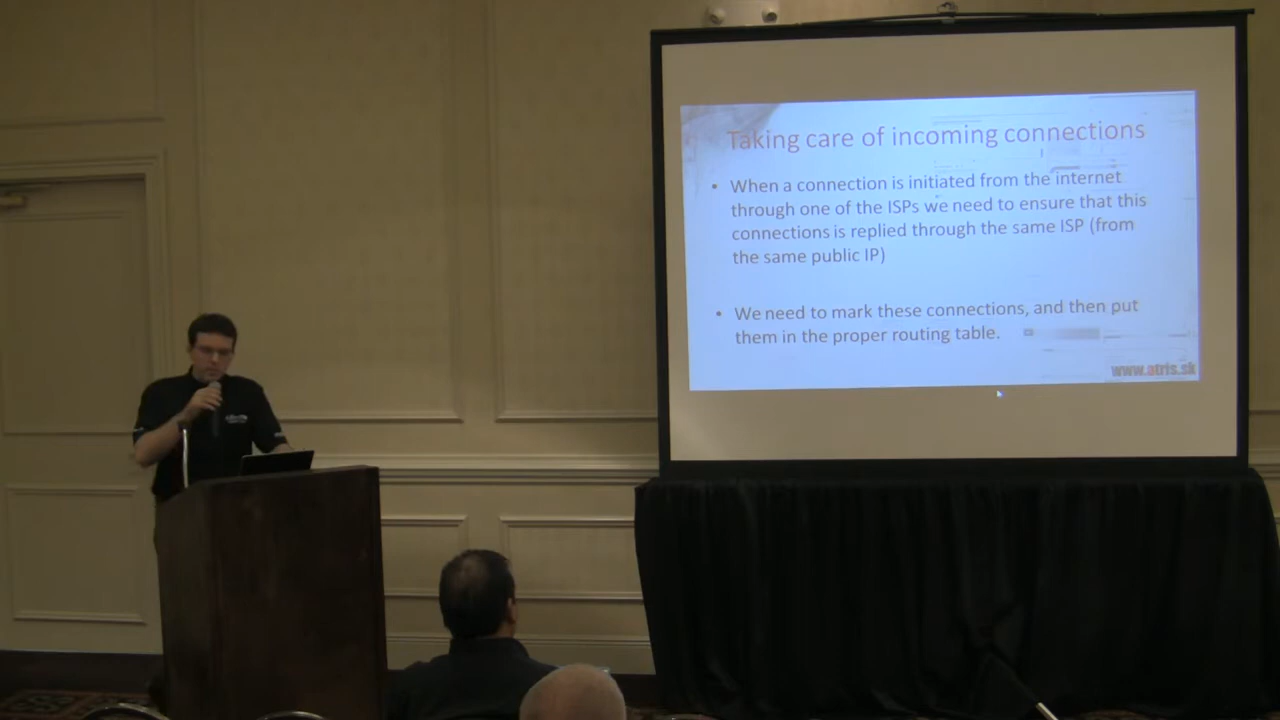 Taking care of incoming connections
• When a connection is initiated from the internet
through one of the ISPs we need to ensure that this
connections is replied through the same ISP (from
the same public IP)
• We need to mark these connections, and then put
them in the proper routing table.
www.atris.sk